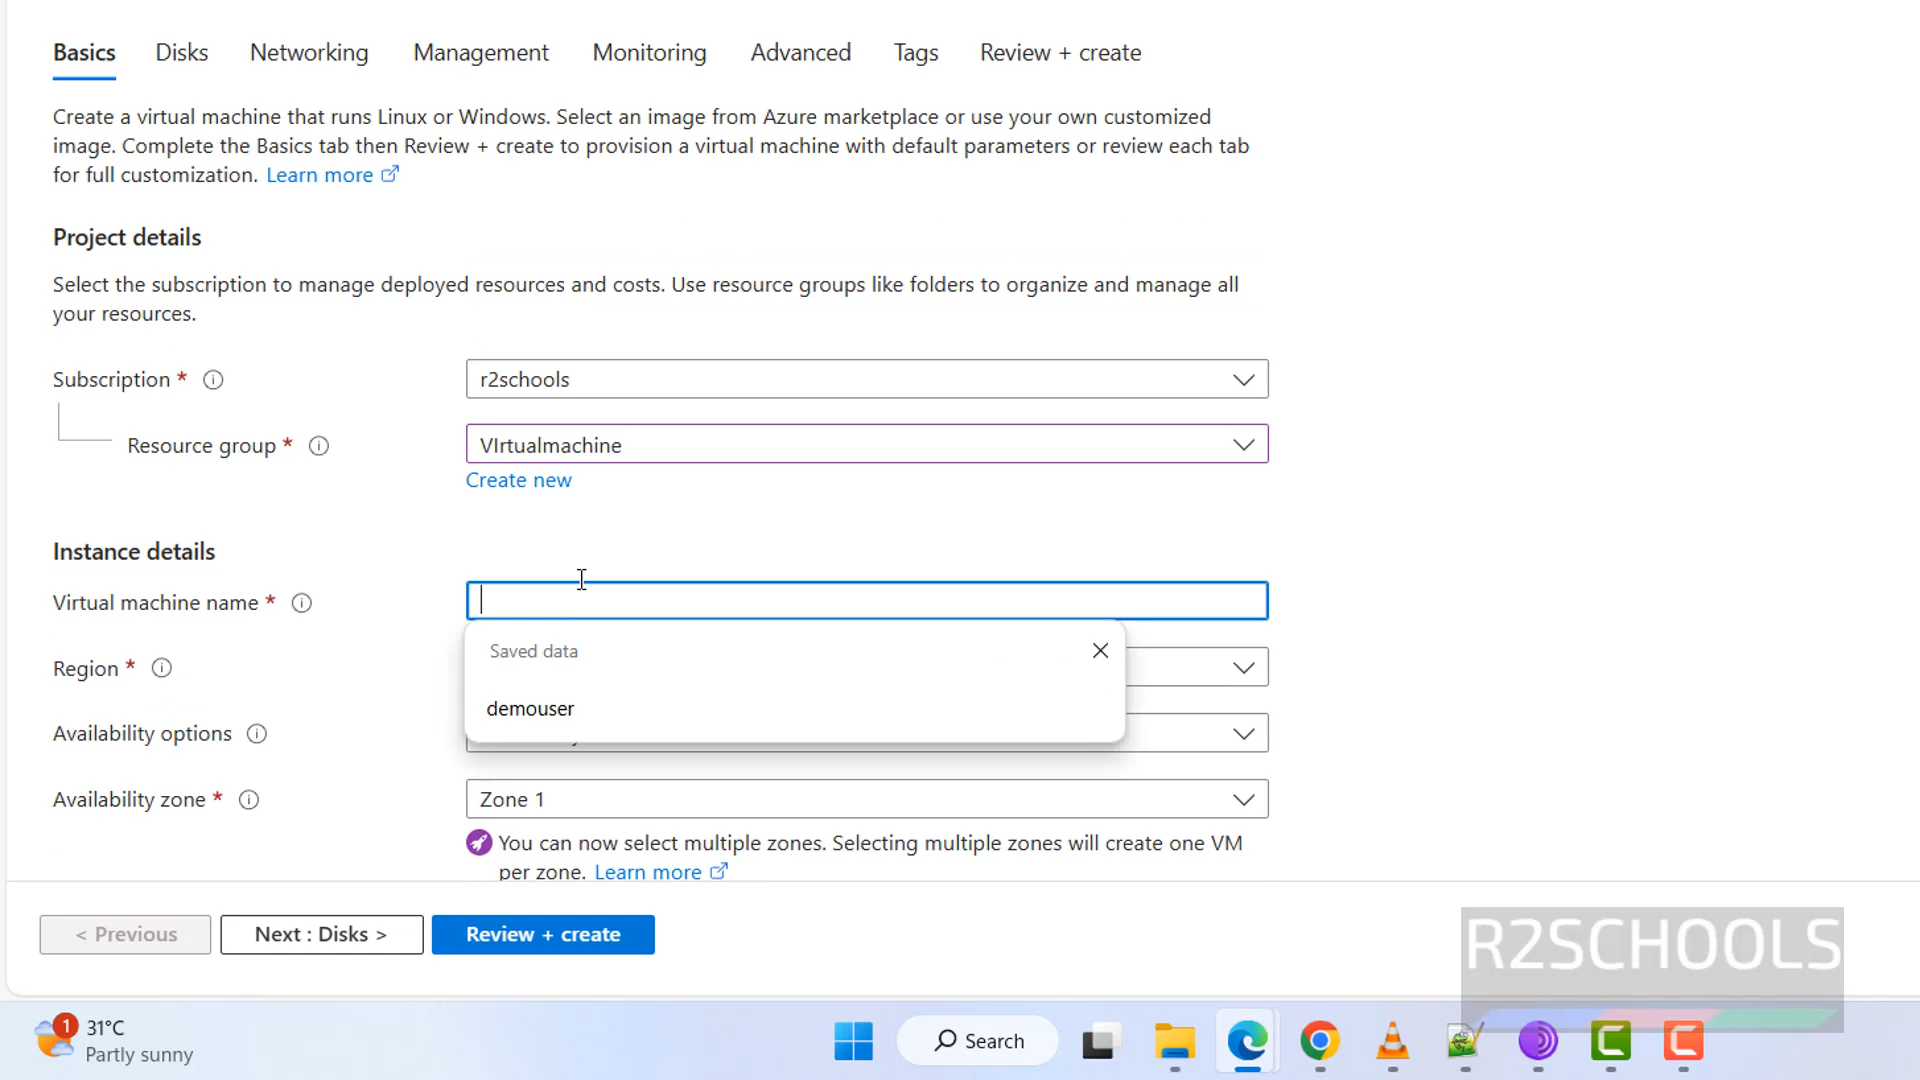 Basics Disks Networking Management Monitoring Advanced Tags Review + create
Create a virtual machine that runs Linux or Windows. Select an image from Azure marketplace or use your own customized
image. Complete the Basics tab then Review + create to provision a virtual machine with default parameters or review each tab
for full customization. Learn more
Project details
Select the subscription to manage deployed resources and costs. Use resource groups like folders to organize and manage all
your resources.
Subscription * r2schools
Resource group * VIrtualmachine
Create new
Instance details
Virtual machine name *
Saved data
Region *
demouser
Availability options
Availability zone * Zone 1
You can now select multiple zones. Selecting multiple zones will create one VM
per zone. Learn more
< Previous Next : Disks > Review + create
R2SCHOOLS
1 31°C
Partly sunny
Search